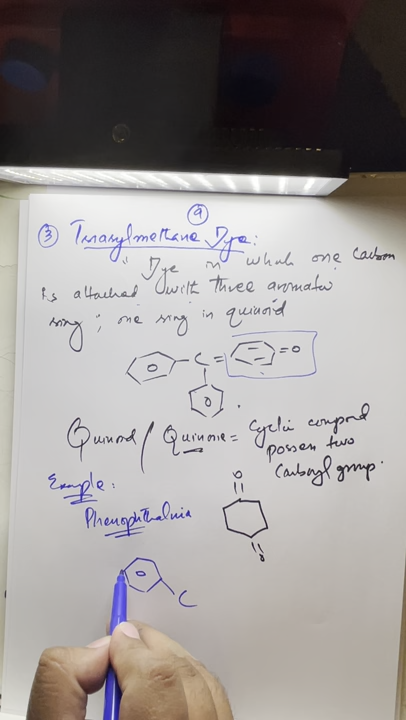 9
③ Triarylmethane Dye:
" Dye in which one Carbon
is attached with three aromatic
ring; one ring in quinoid
C = = O
Quinoid / Quinone = Cyclic compound
possess two
Carbonyl group.
Example:
Phenophthalnia
O
O
C